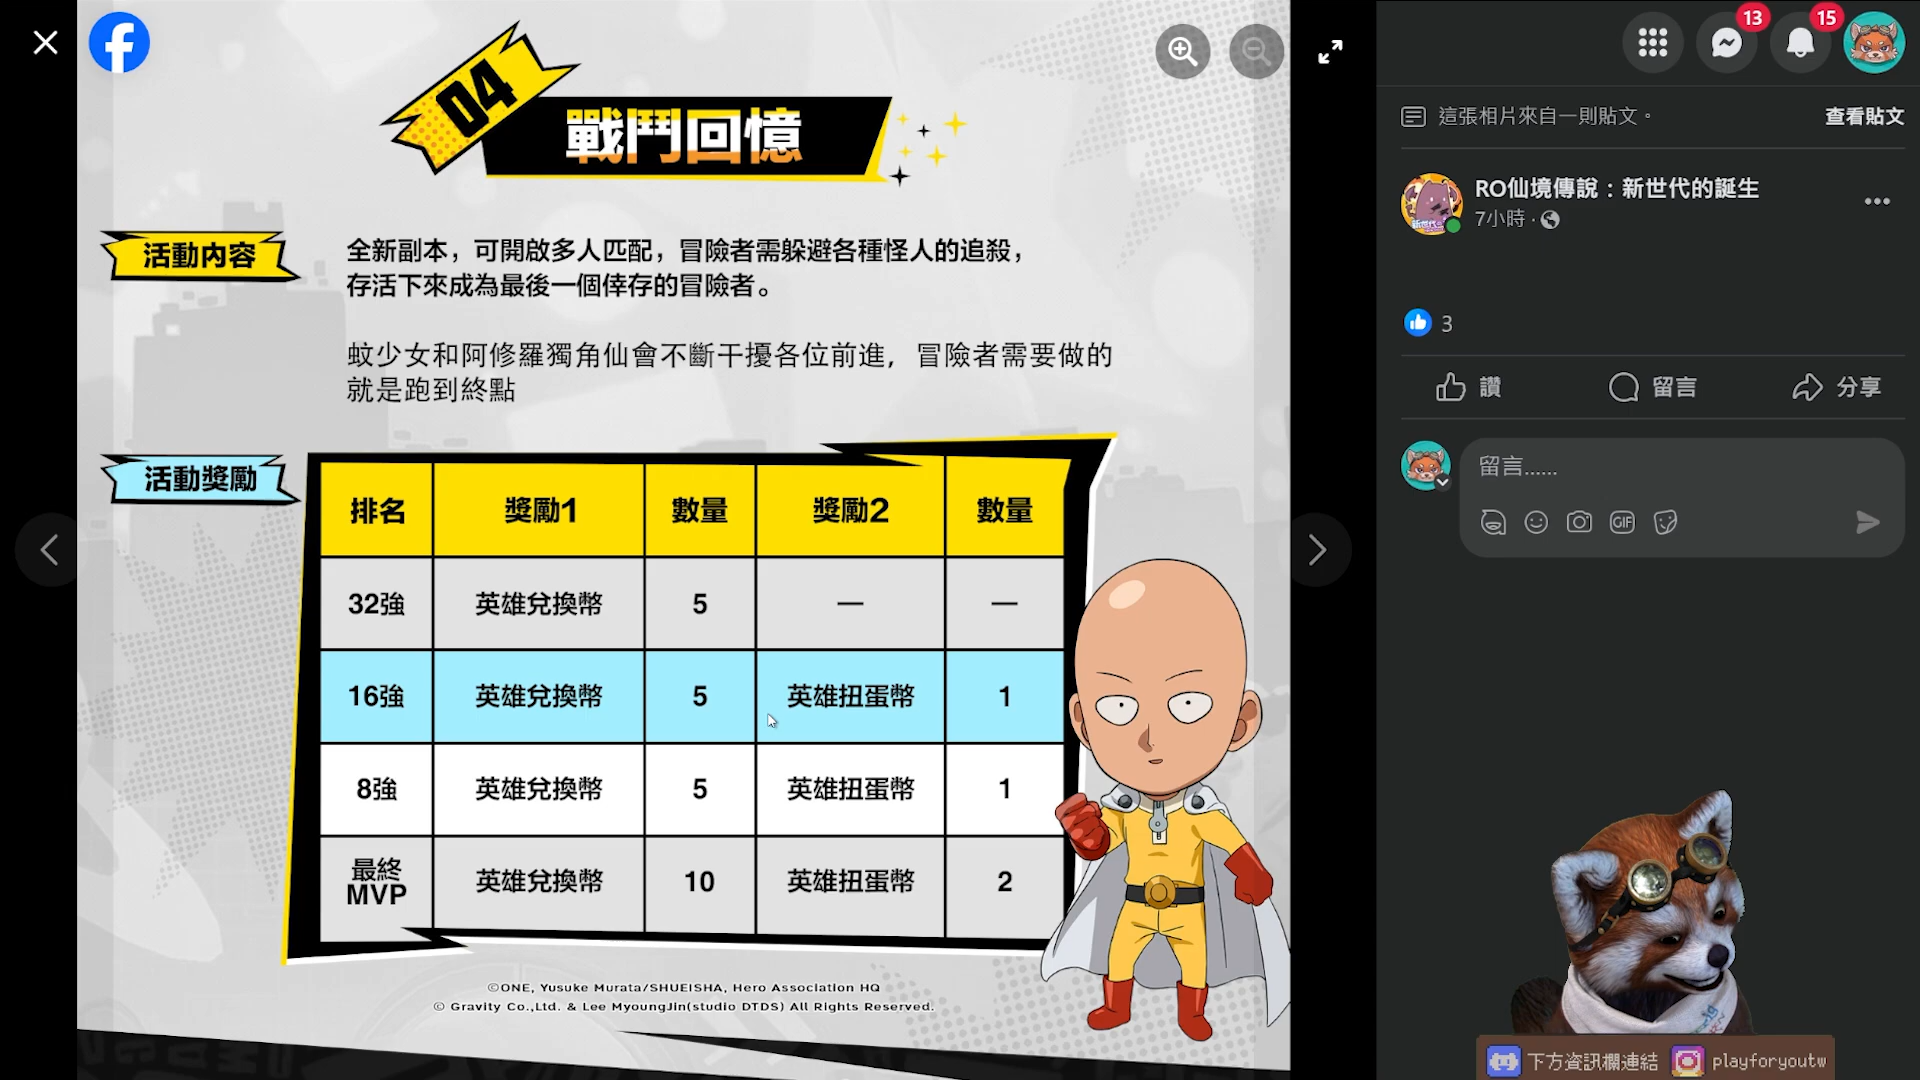 04
戰鬥回憶
活動內容
全新副本，可開啟多人匹配，冒險者需躲避各種怪人的追殺，
存活下來成為最後一個倖存的冒險者。
蚊少女和阿修羅獨角仙會不斷干擾各位前進，冒險者需要做的
就是跑到終點
活動獎勵
排名 獎勵1 數量 獎勵2 數量
32強 英雄兌換幣 5 — —
16強 英雄兌換幣 5 英雄扭蛋幣 1
8強 英雄兌換幣 5 英雄扭蛋幣 1
最終
MVP 英雄兌換幣 10 英雄扭蛋幣 2
©ONE, Yusuke Murata/SHUEISHA, Hero Association HQ
© Gravity Co.,Ltd. & Lee MyoungJin(studio DTDS) All Rights Reserved.
13
15
這張相片來自一則貼文。 查看貼文
RO仙境傳說：新世代的誕生
7小時 ·
3
讚 留言 分享
留言......
GIF
下方資訊欄連結 playforyoutw